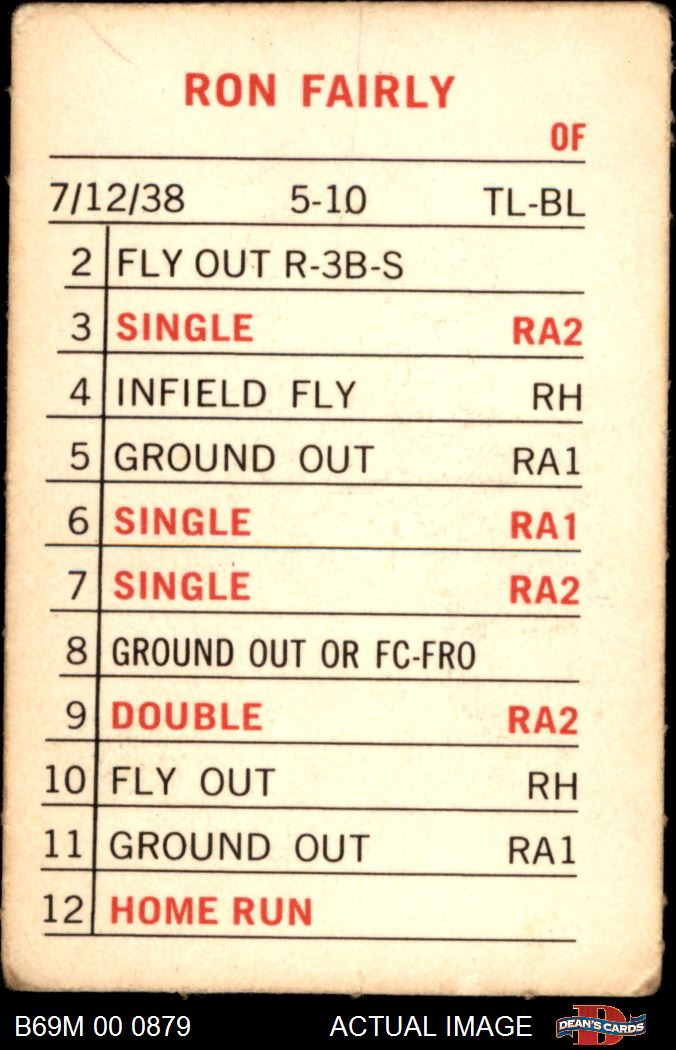 RON FAIRLY
OF
7/12/38 5-10 TL-BL
2 FLY OUT R-3B-S
3 SINGLE RA2
4 INFIELD FLY RH
5 GROUND OUT RA1
6 SINGLE RA1
7 SINGLE RA2
8 GROUND OUT OR FC-FRO
9 DOUBLE RA2
10 FLY OUT RH
11 GROUND OUT RA1
12 HOME RUN
B69M 00 0879 ACTUAL IMAGE D DEAN'S CARDS